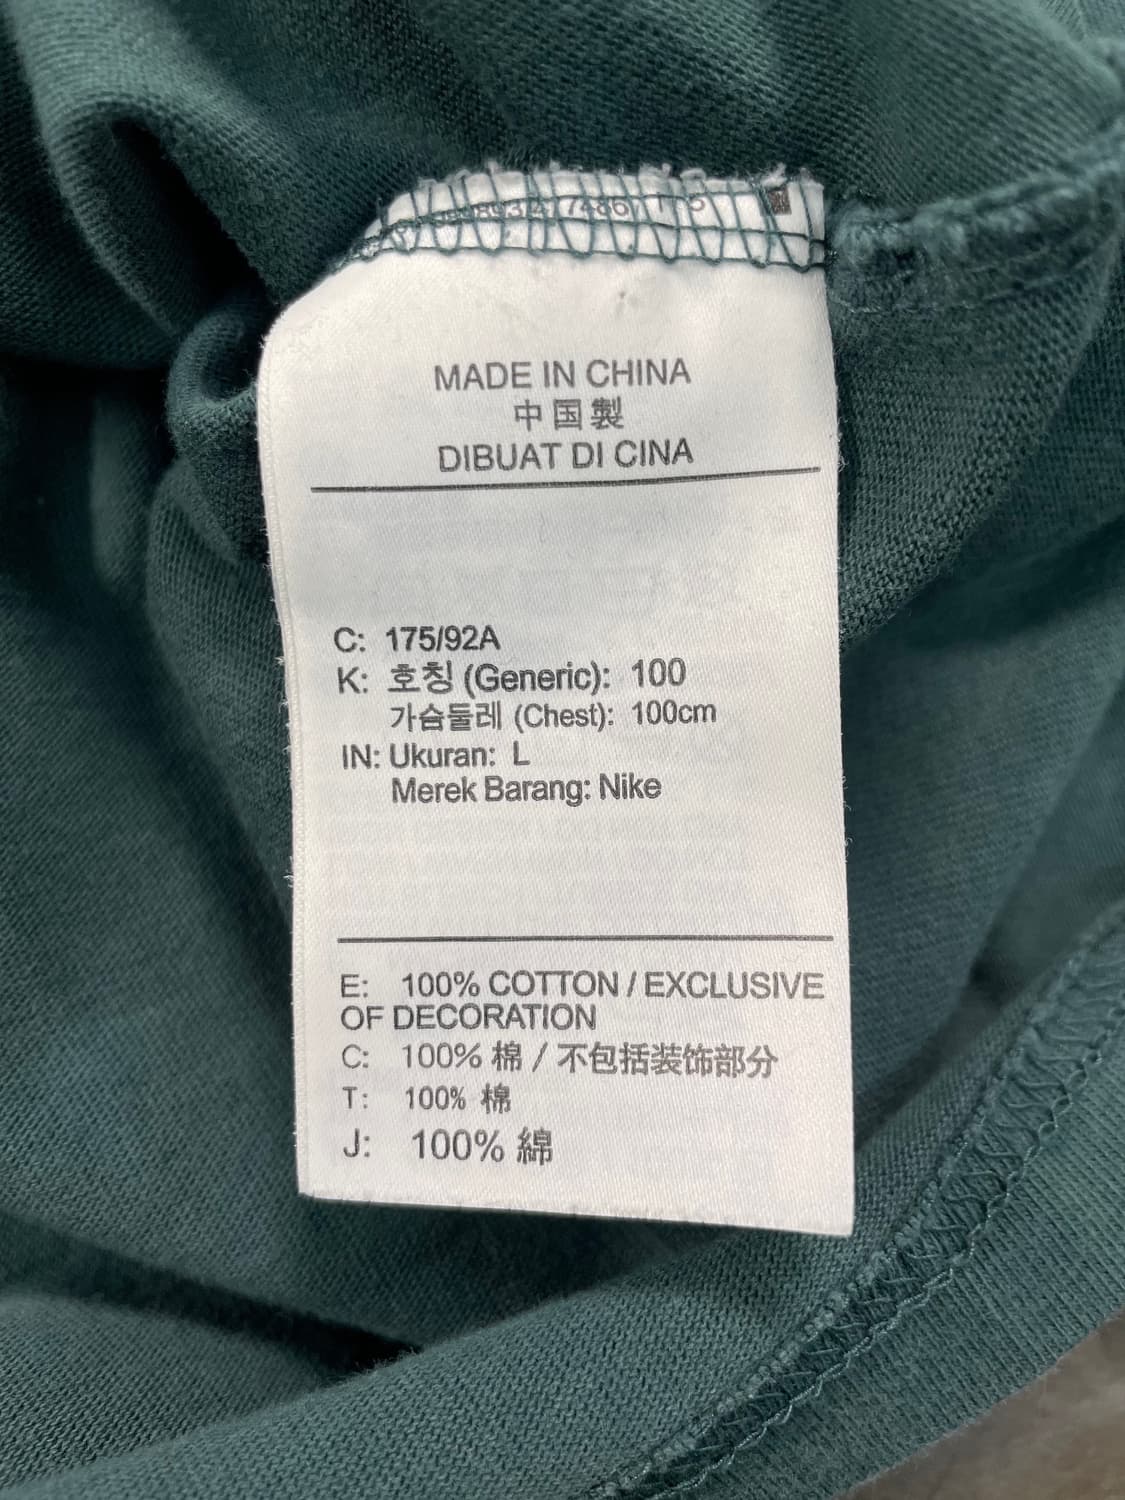 MADE IN CHINA
中国製
DIBUAT DI CINA
C: 175/92A
K: 호칭 (Generic): 100
가슴둘레 (Chest): 100cm
IN: Ukuran: L
Merek Barang: Nike
E: 100% COTTON / EXCLUSIVE
OF DECORATION
C: 100% 棉 / 不包括装饰部分
T: 100% 棉
J: 100% 綿